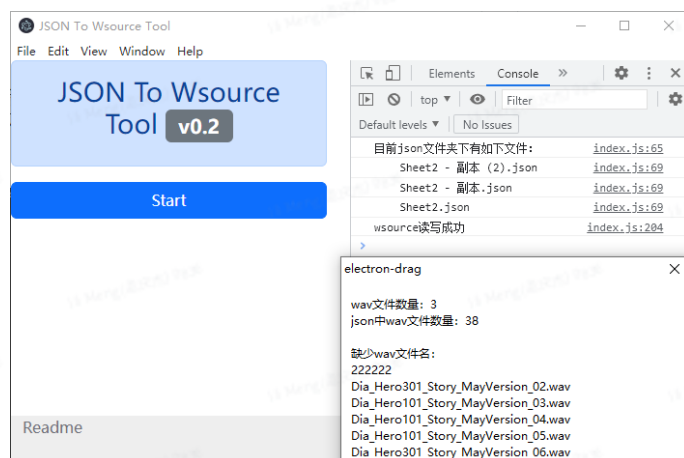 JSON To Wsource Tool
File Edit View Window Help
JSON To Wsource
Tool v0.2
Start
Readme
Elements Console »
top ▼ Filter
Default levels ▼ No Issues
目前json文件夹下有如下文件: index.js:65
Sheet2 - 副本 (2).json index.js:69
Sheet2 - 副本.json index.js:69
Sheet2.json index.js:69
wsource读写成功 index.js:204
electron-drag
wav文件数量: 3
json中wav文件数量: 38
缺少wav文件名:
222222
Dia_Hero301_Story_MayVersion_02.wav
Dia_Hero101_Story_MayVersion_03.wav
Dia_Hero101_Story_MayVersion_04.wav
Dia_Hero101_Story_MayVersion_05.wav
Dia_Hero301_Story_MayVersion_06.wav